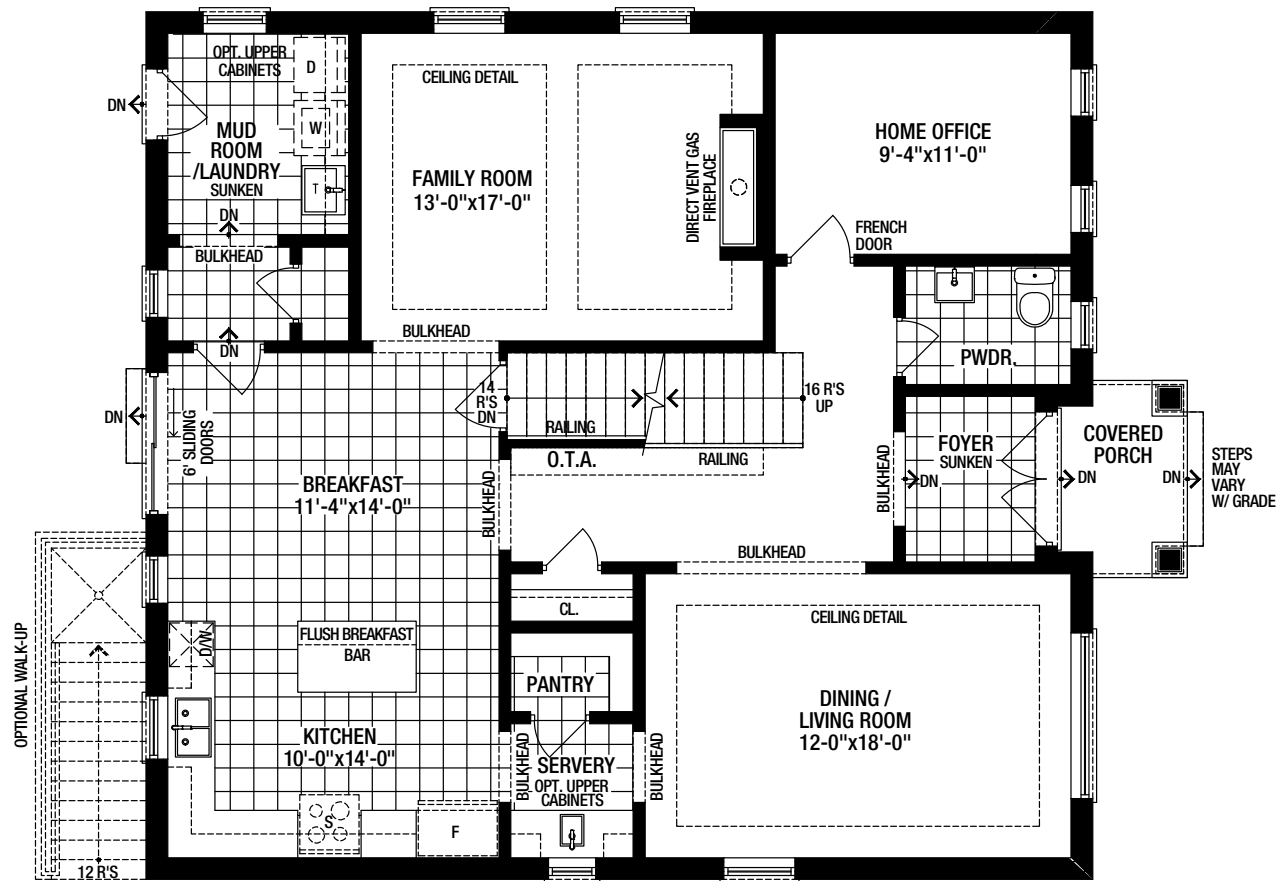 OPT. UPPER
CABINETS
D
DN
MUD
ROOM
/LAUNDRY
SUNKEN
W
T
DN
BULKHEAD
DN
CEILING DETAIL
FAMILY ROOM
13'-0"x17'-0"
DIRECT VENT GAS
FIREPLACE
BULKHEAD
HOME OFFICE
9'-4"x11'-0"
FRENCH
DOOR
PWDR.
14
R'S
DN
16 R'S
UP
RAILING
O.T.A.
RAILING
DN
6' SLIDING
DOORS
BREAKFAST
11'-4"x14'-0"
BULKHEAD
BULKHEAD
FOYER
SUNKEN
DN
COVERED
PORCH
DN
DN
STEPS
MAY
VARY
W/ GRADE
BULKHEAD
CL.
OPTIONAL WALK-UP
12 R'S
D/W
FLUSH BREAKFAST
BAR
KITCHEN
10'-0"x14'-0"
S
F
PANTRY
BULKHEAD
SERVERY
OPT. UPPER
CABINETS
BULKHEAD
CEILING DETAIL
DINING /
LIVING ROOM
12-0"x18'-0"